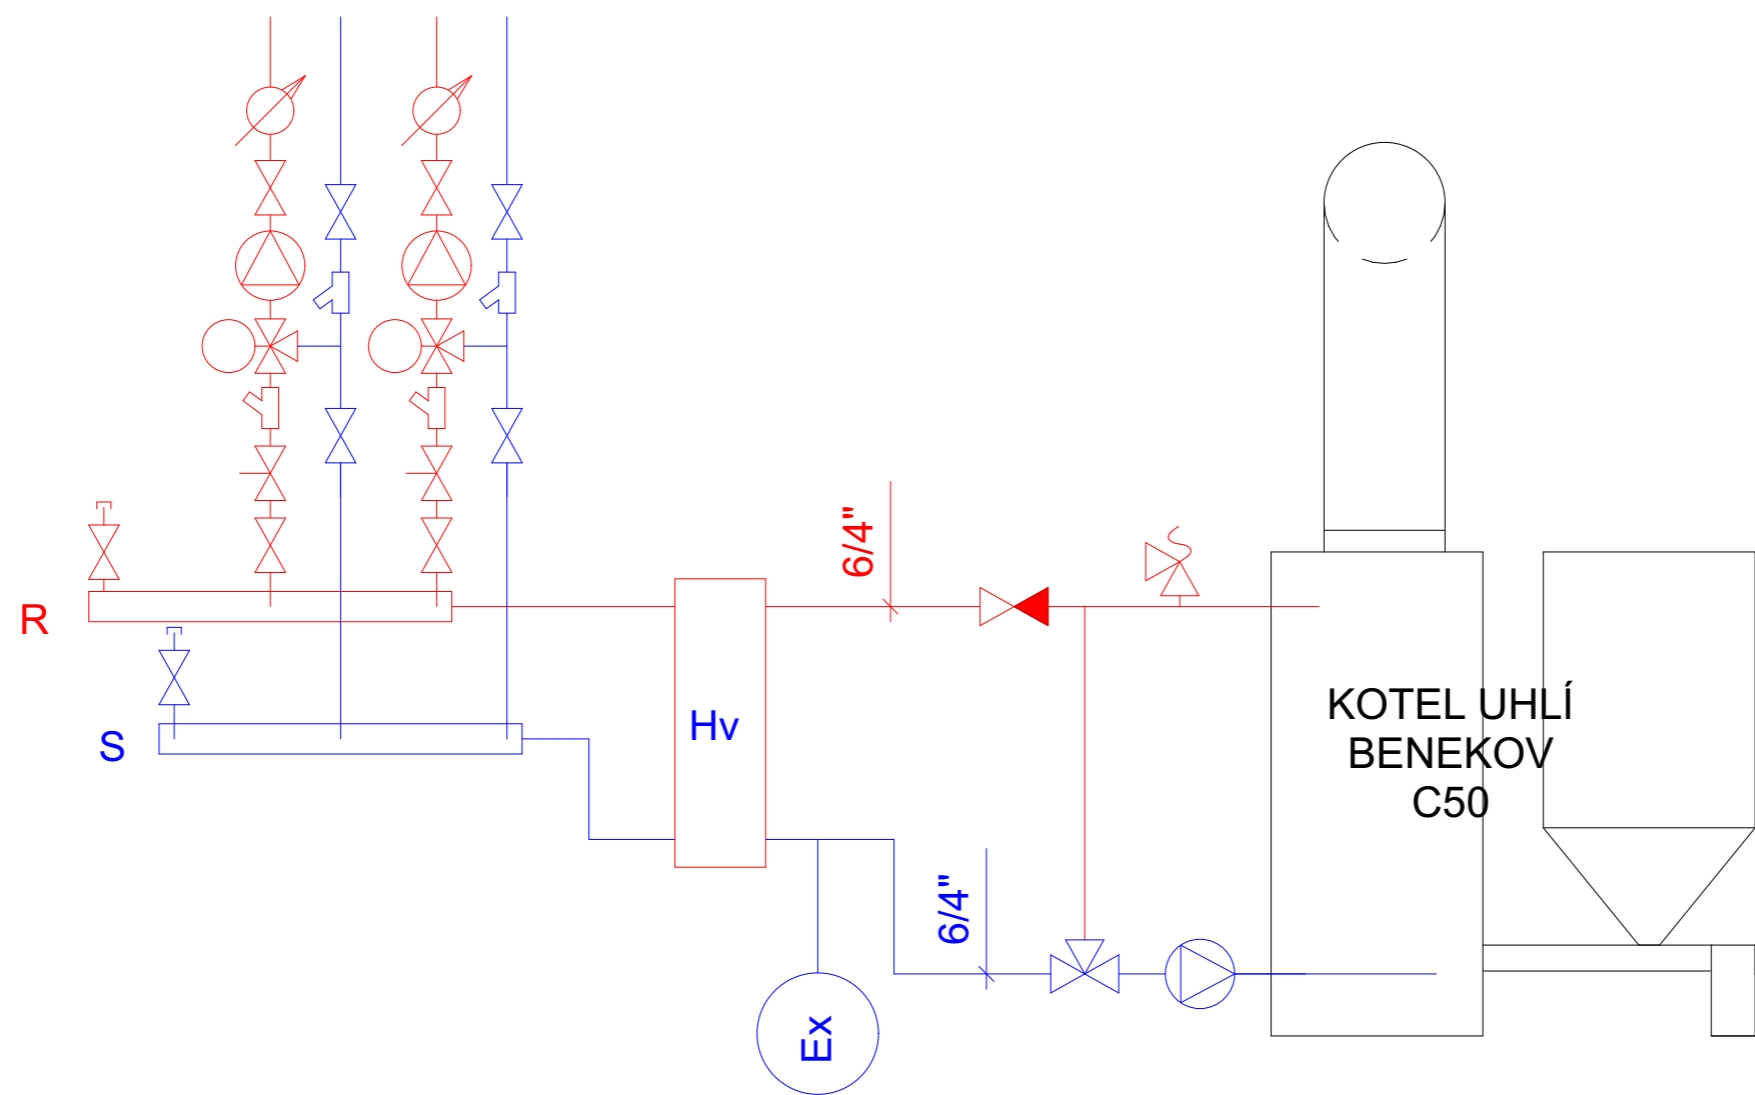 6/4"
R
KOTEL UHLÍ
BENEKOV
C50
Hv
S
6/4"
Ex